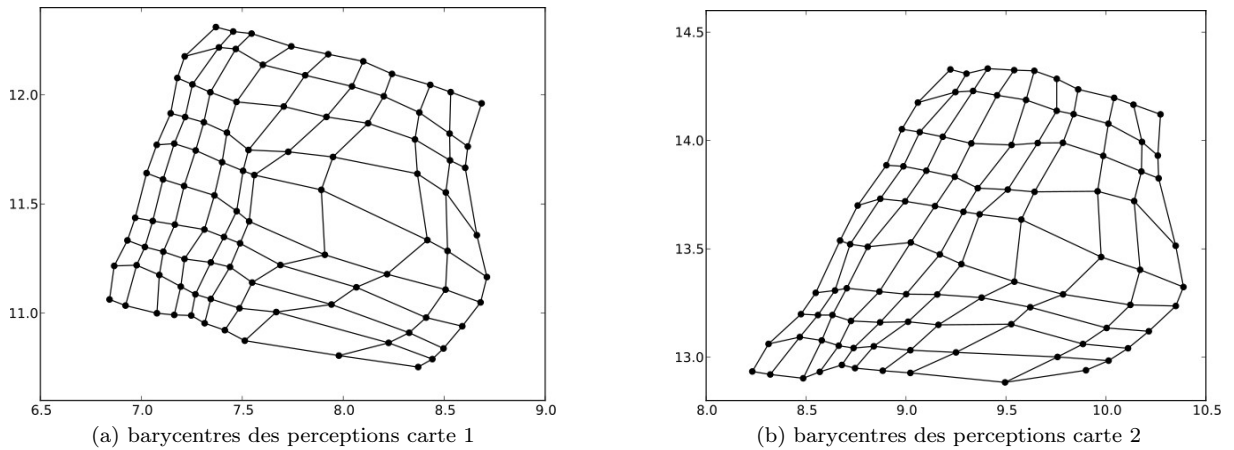 12.0
11.5
11.0
6.5 7.0 7.5 8.0 8.5 9.0
(a) barycentres des perceptions carte 1
14.5
14.0
13.5
13.0
8.0 8.5 9.0 9.5 10.0 10.5
(b) barycentres des perceptions carte 2